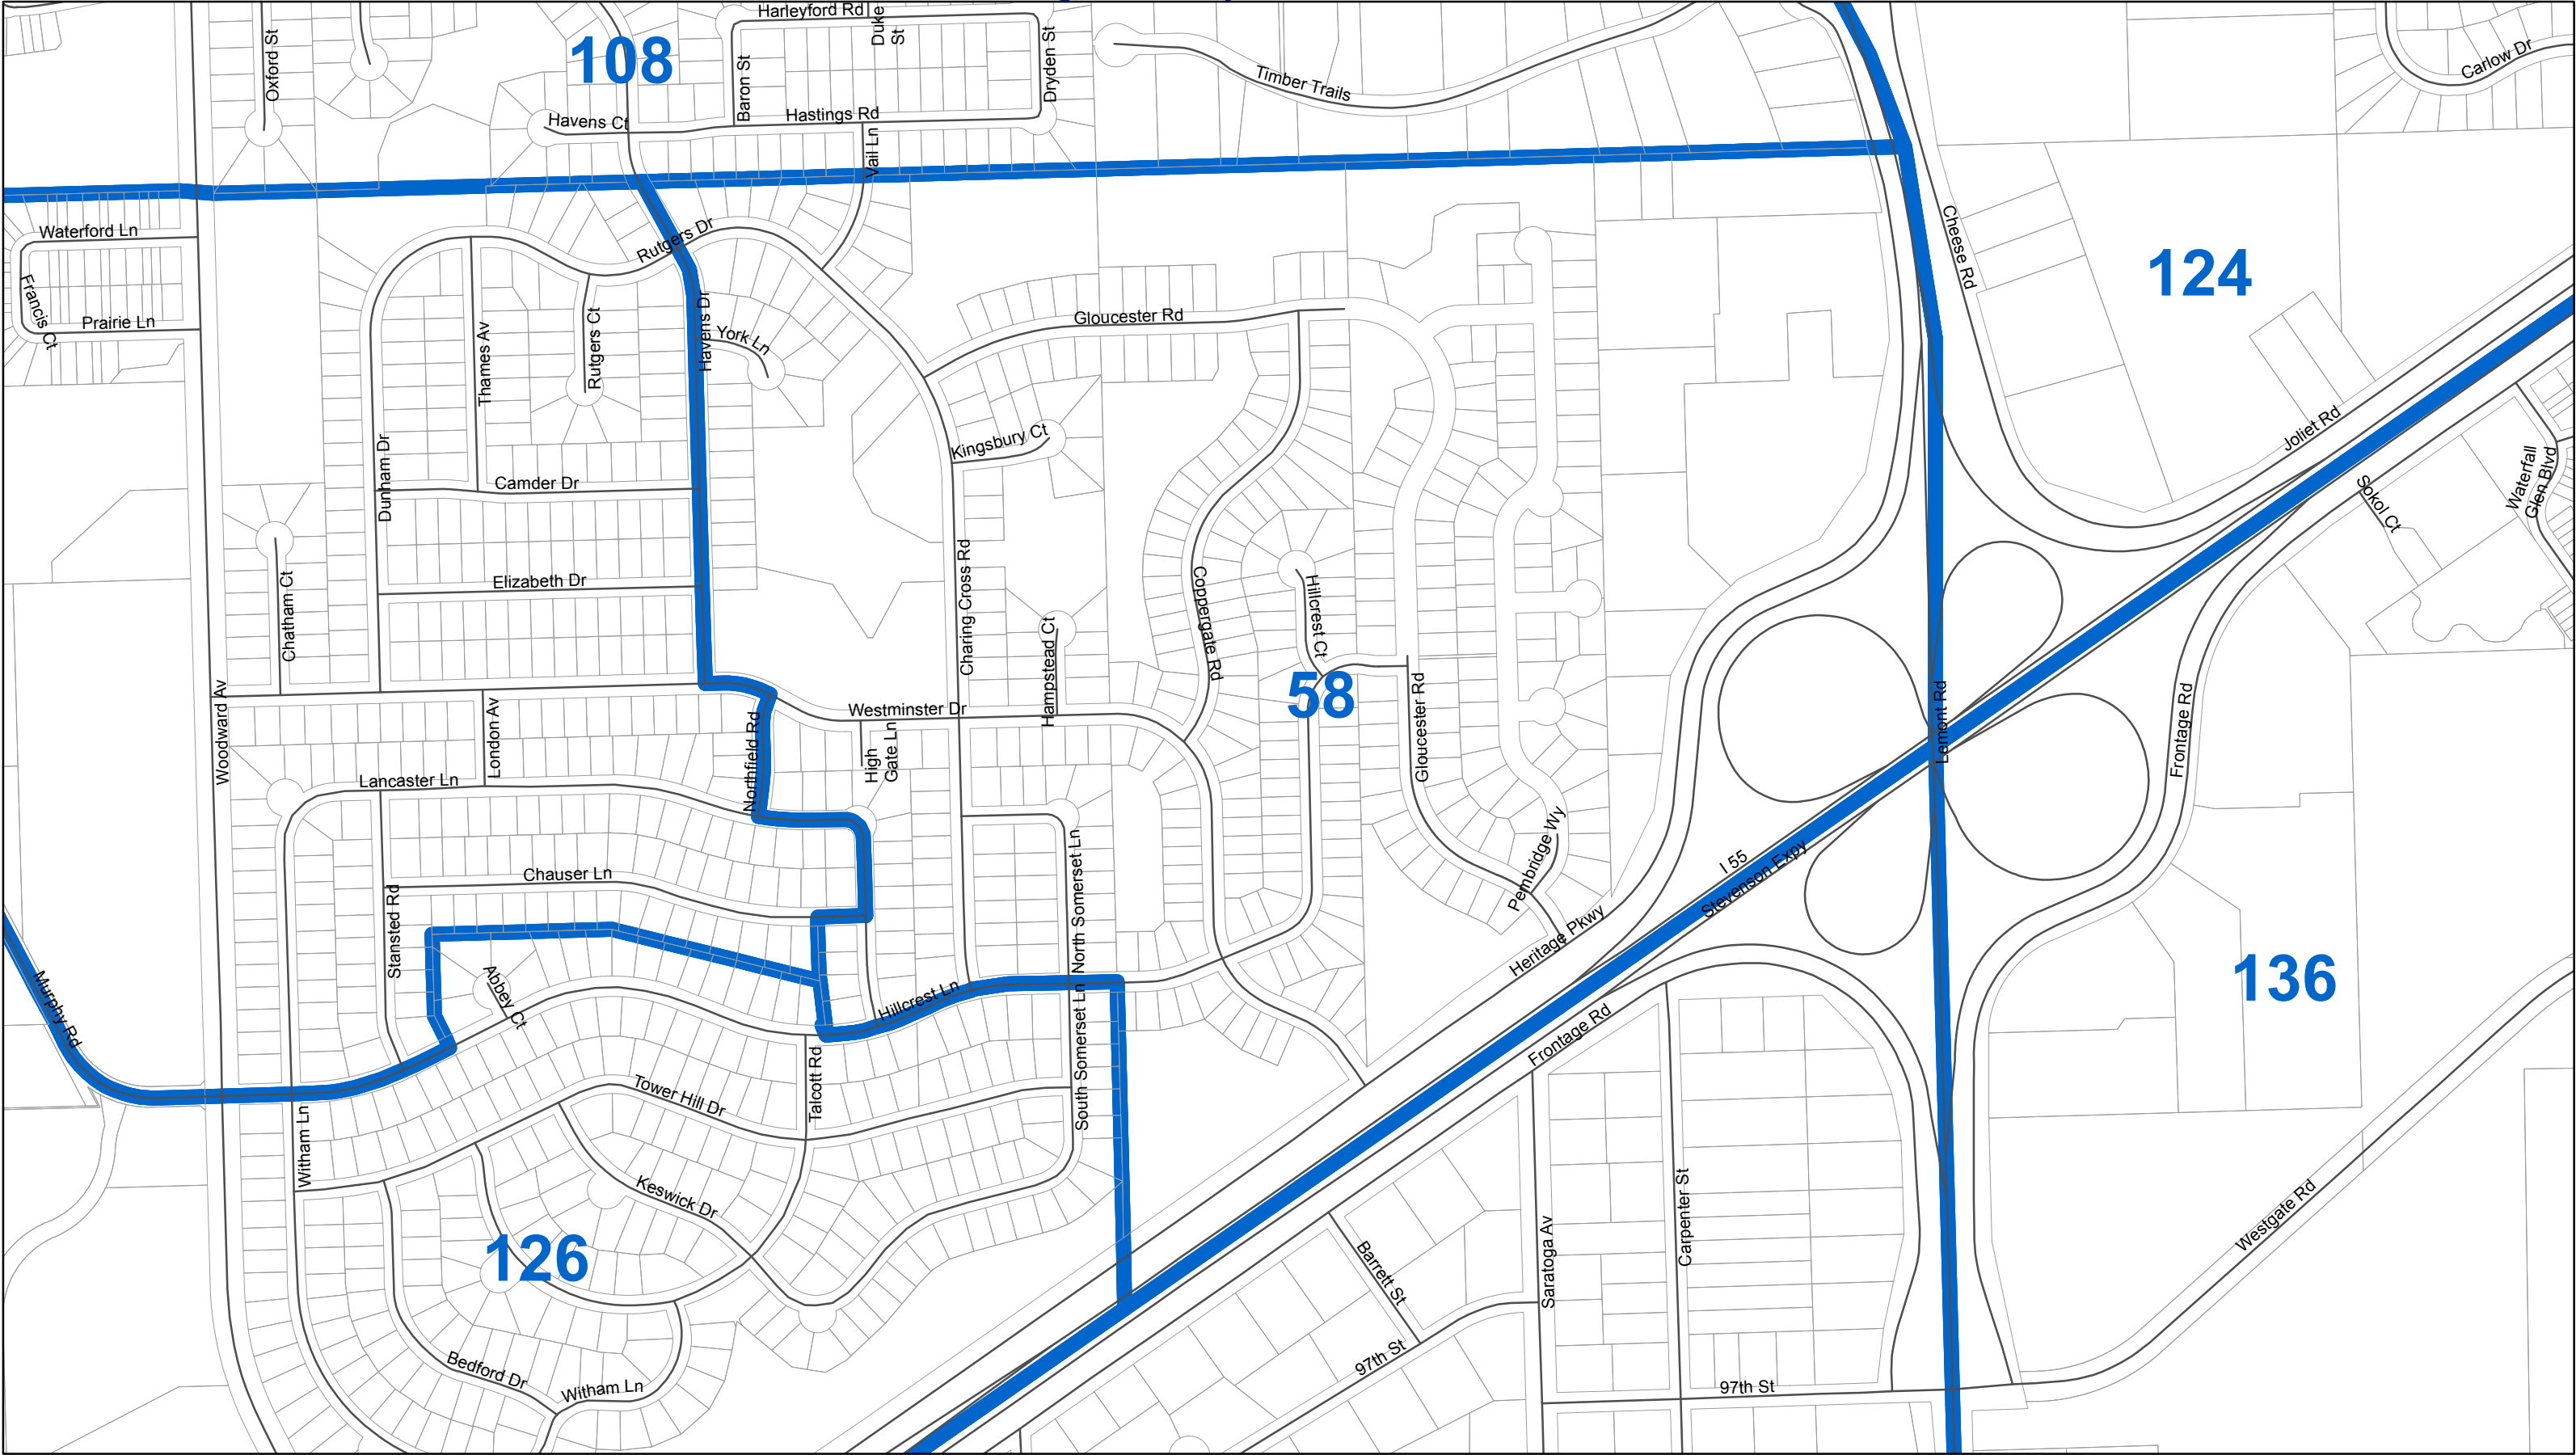 Harleyford Rd
Duke
St
Oxford St
108
Baron St
Dryden St
Timber Trails
Carlow Dr
Havens Ct
Hastings Rd
Vail Ln
Waterford Ln
Rutgers Dr
Cheese Rd
124
Francis Ct
Prairie Ln
Thames Av
Rutgers Ct
Havens Dr
York Ln
Gloucester Rd
Joliet Rd
Kingsbury Ct
Dunham Dr
Camder Dr
Sokol Ct
Waterfall
Glen Blvd
Elizabeth Dr
Chatham Ct
Charing Cross Rd
Coppergate Rd
Hillcrest Ct
Hampstead Ct
58
Woodward Av
London Av
Northfield Rd
Westminster Dr
High
Gate Ln
Gloucester Rd
Lemont Rd
Frontage Rd
Lancaster Ln
Pembridge Wy
I 55
Stevenson Expy
Chauser Ln
Stansted Rd
North Somerset Ln
Heritage Pkwy
136
Murphy Rd
Abbey Ct
Hillcrest Ln
South Somerset Ln
Frontage Rd
Talcott Rd
Tower Hill Dr
Witham Ln
Keswick Dr
Carpenter St
Westgate Rd
126
Barrett St
Saratoga Av
Bedford Dr
Witham Ln
97th St
97th St